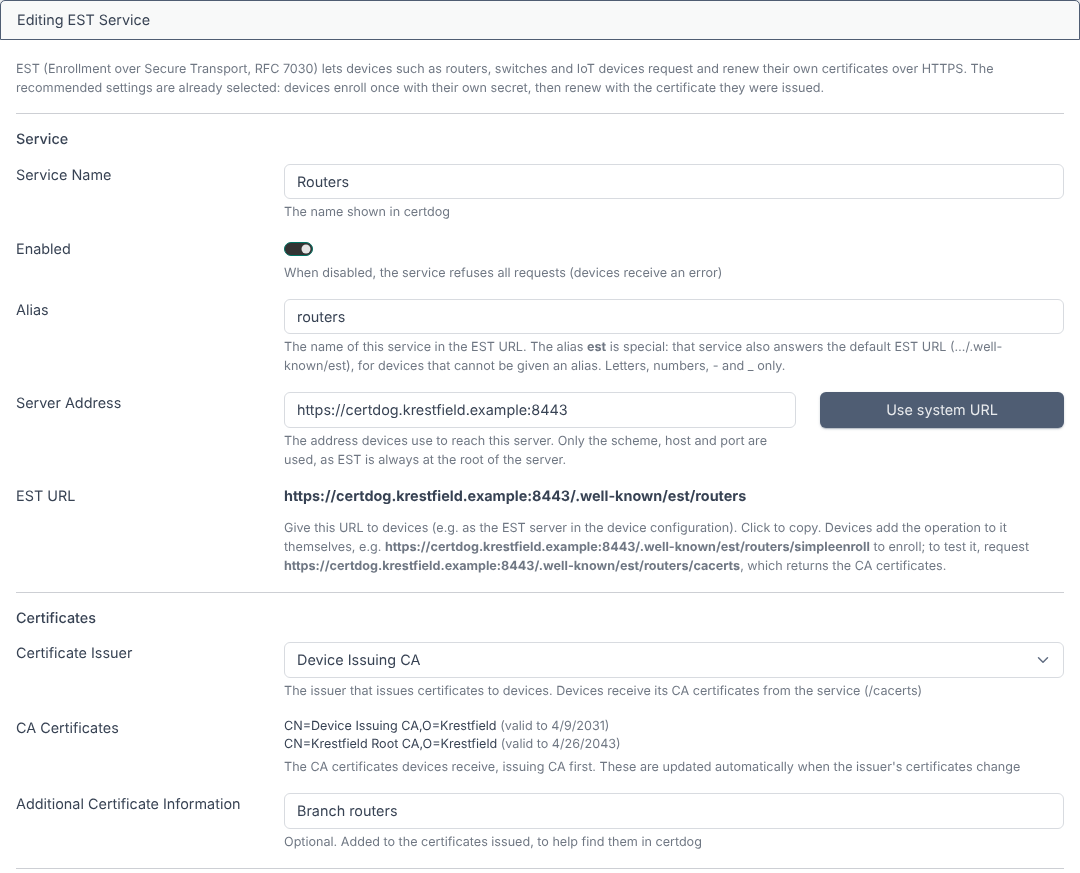 Editing EST Service
EST (Enrollment over Secure Transport, RFC 7030) lets devices such as routers, switches and IoT devices request and renew their own certificates over HTTPS. The
recommended settings are already selected: devices enroll once with their own secret, then renew with the certificate they were issued.
Service
Service Name
Routers
The name shown in certdog
Enabled
When disabled, the service refuses all requests (devices receive an error)
Alias
routers
The name of this service in the EST URL. The alias est is special: that service also answers the default EST URL (.../.well-
known/est), for devices that cannot be given an alias. Letters, numbers, - and _ only.
Server Address
https://certdog.krestfield.example:8443
Use system URL
The address devices use to reach this server. Only the scheme, host and port are
used, as EST is always at the root of the server.
EST URL
https://certdog.krestfield.example:8443/.well-known/est/routers
Give this URL to devices (e.g. as the EST server in the device configuration). Click to copy. Devices add the operation to it
themselves, e.g. https://certdog.krestfield.example:8443/.well-known/est/routers/simpleenroll to enroll; to test it, request
https://certdog.krestfield.example:8443/.well-known/est/routers/cacerts, which returns the CA certificates.
Certificates
Certificate Issuer
Device Issuing CA
The issuer that issues certificates to devices. Devices receive its CA certificates from the service (/cacerts)
CA Certificates
CN=Device Issuing CA,O=Krestfield (valid to 4/9/2031)
CN=Krestfield Root CA,O=Krestfield (valid to 4/26/2043)
The CA certificates devices receive, issuing CA first. These are updated automatically when the issuer's certificates change
Additional Certificate Information
Branch routers
Optional. Added to the certificates issued, to help find them in certdog